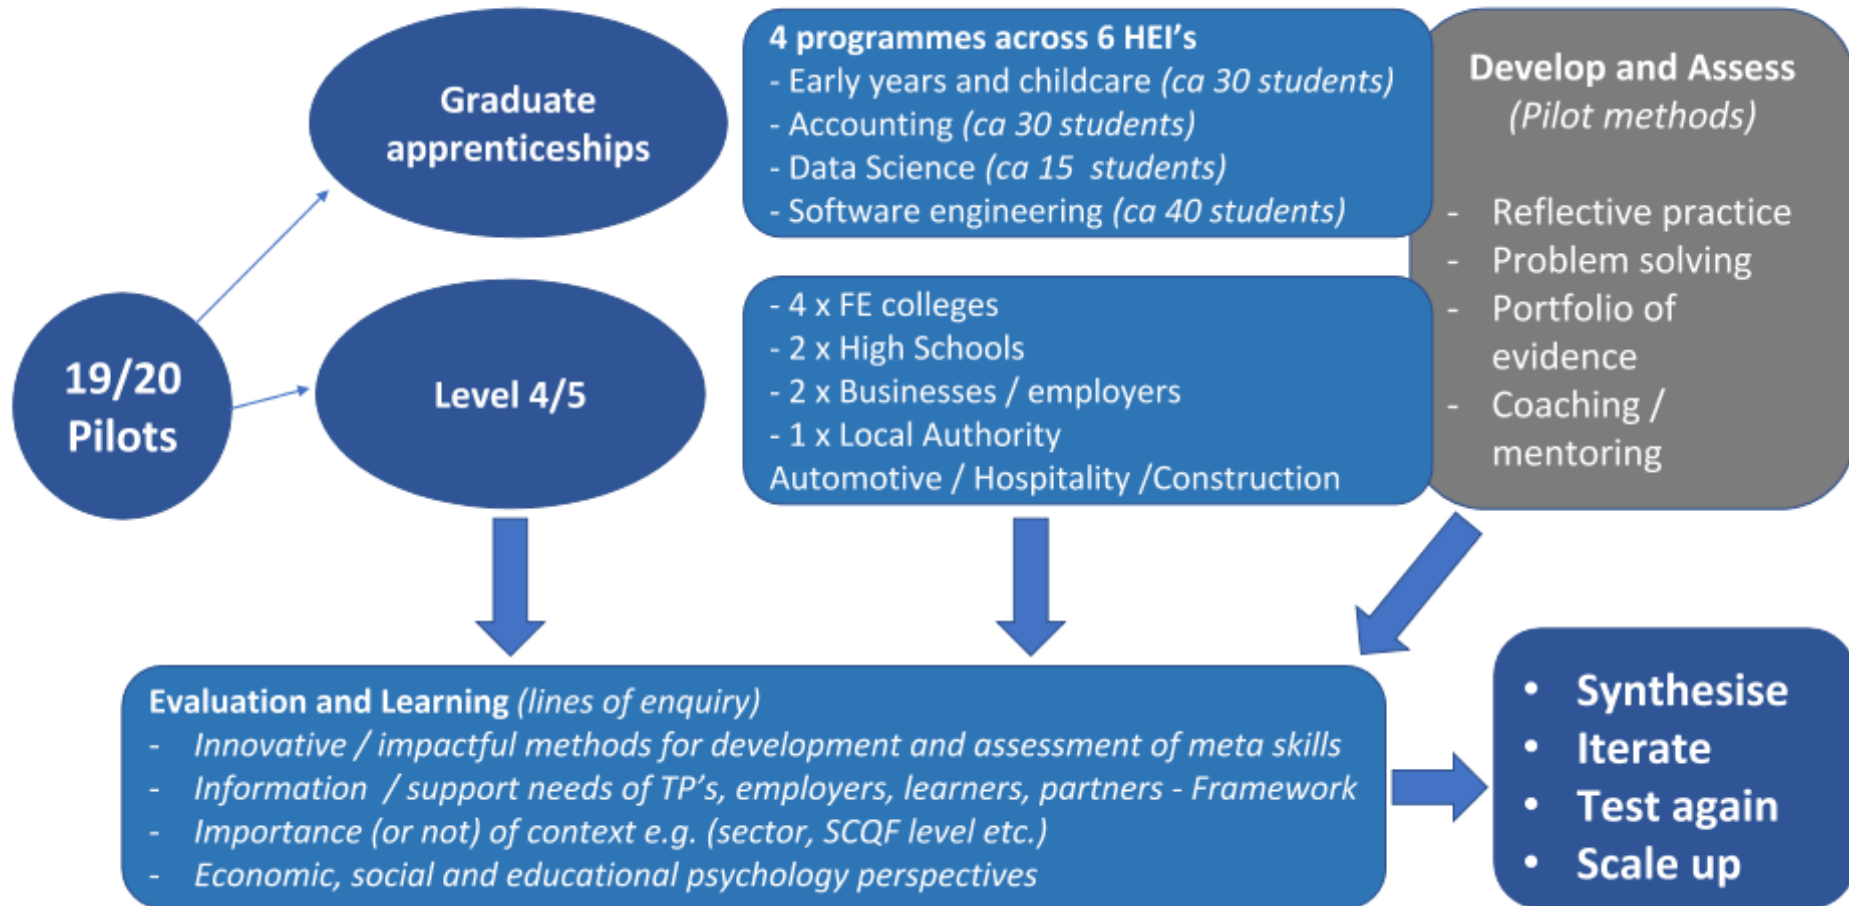 19/20
Pilots
Graduate
apprenticeships
4 programmes across 6 HEI's
- Early years and childcare (ca 30 students)
- Accounting (ca 30 students)
- Data Science (ca 15  students)
- Software engineering (ca 40 students)
Level 4/5
- 4 x FE colleges
- 2 x High Schools
- 2 x Businesses / employers
- 1 x Local Authority
Automotive / Hospitality /Construction
Develop and Assess
(Pilot methods)
- Reflective practice
- Problem solving
- Portfolio of
evidence
- Coaching /
mentoring
Evaluation and Learning (lines of enquiry)
- Innovative / impactful methods for development and assessment of meta skills
- Information  / support needs of TP's, employers, learners, partners - Framework
- Importance (or not) of context e.g. (sector, SCQF level etc.)
- Economic, social and educational psychology perspectives
• Synthesise
• Iterate
• Test again
• Scale up